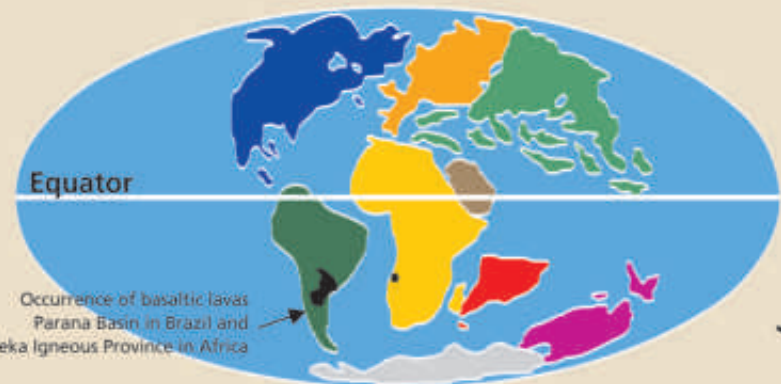 Equator
Occurrence of basaltic lavas
Parana Basin in Brazil and
Igneous Province in Africa